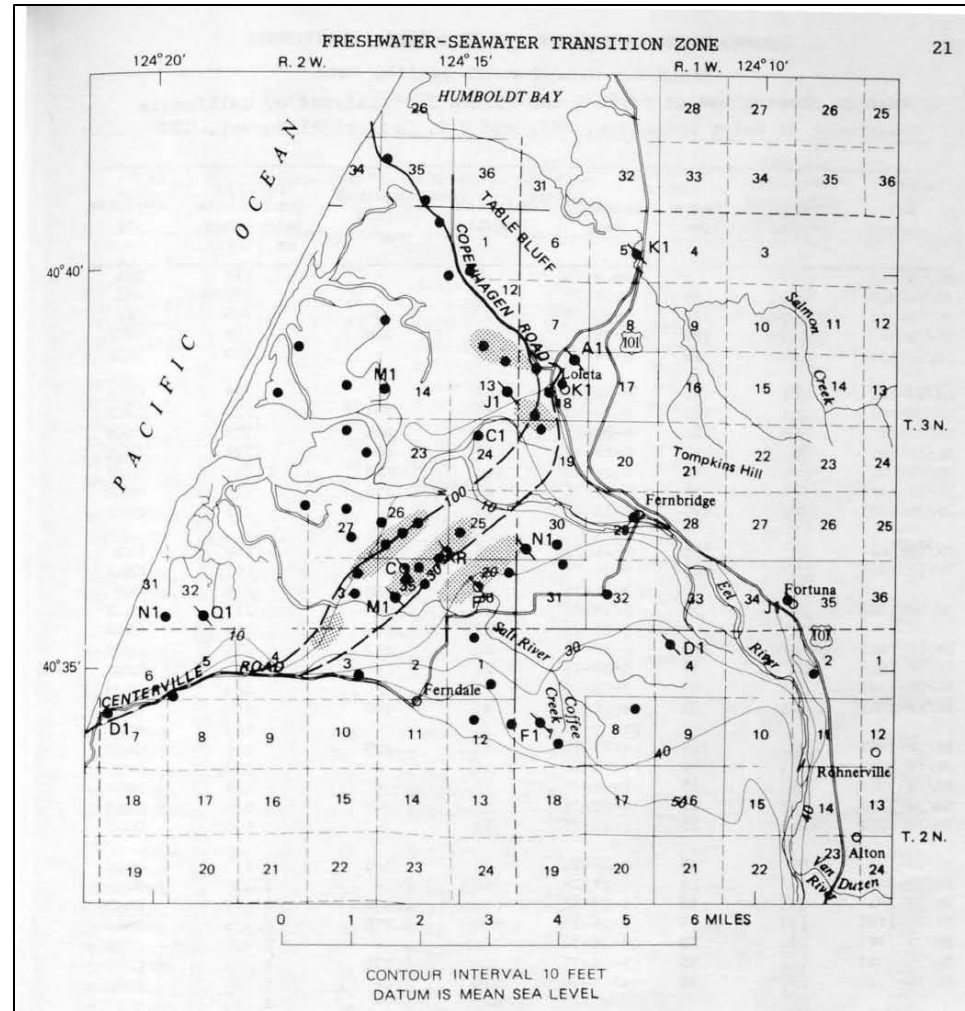 FRESHWATER-SEAWATER TRANSITION ZONE 21
124° 20' R. 2 W. 124° 15' R. 1 W. 124° 10'
HUMBOLDT BAY
26 28 27 26 25
34 35 36 31 32 33 34 35 36
PACIFIC OCEAN
TABLE BLUFF
1 6 5 K1 4 3
40° 40'
COPENHAGEN ROAD
12 7 8 9 10 11 12
101
Salmon Creek
A1
Loleta
M1 14 13 K1 17 16 15 14 13
J1 18
T. 3 N.
C1
23 24 19 20 21 22 23 24
Tompkins Hill
100
10
Fernbridge
27 26 25 30 29 28 27 26 25
N1
R
C
30
20
31 32 35 31 32 33 34 35 36
N1 Q1 M1
Eel River
Fortuna
J1
101
10
Salt River
30
D1
40° 35'
6 5 4 3 2 1 4 2 1
CENTERVILLE ROAD
Ferndale
Coffee Creek
D1
F1
7 8 9 10 11 12 7 8 9 10 11 12
40
Rohnerville
18 17 16 15 14 13 18 17 16 15 14 13
50
40
T. 2 N.
19 20 21 22 23 24 19 20 21 22 23 24
Alton
Van Duzen River
0 1 2 3 4 5 6 MILES
CONTOUR INTERVAL 10 FEET
DATUM IS MEAN SEA LEVEL